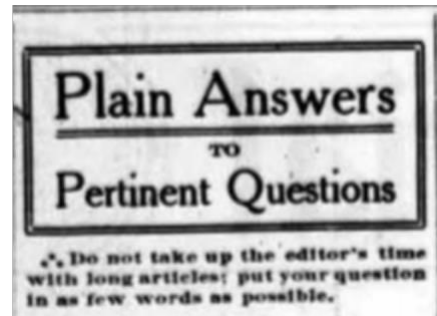 Plain Answers
TO
Pertinent Questions
⁂ Do not take up the editor's time
with long articles; put your question
in as few words as possible.